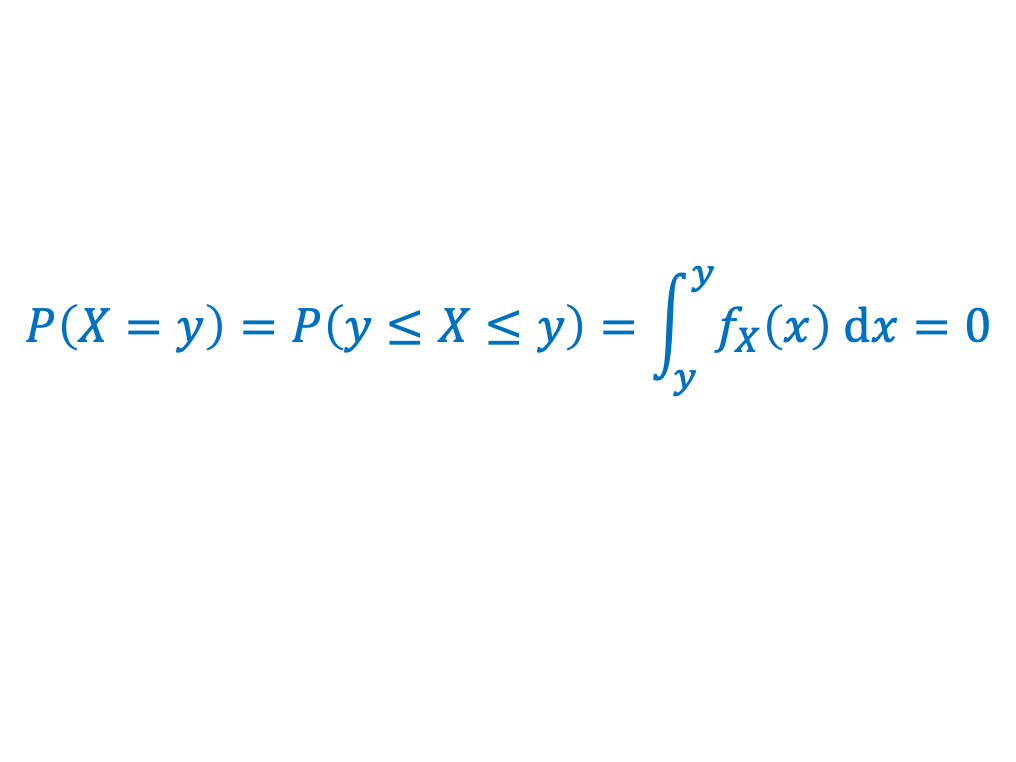 P(X = y) = P(y ≤ X ≤ y) = ∫_y^y f_X(x) dx = 0